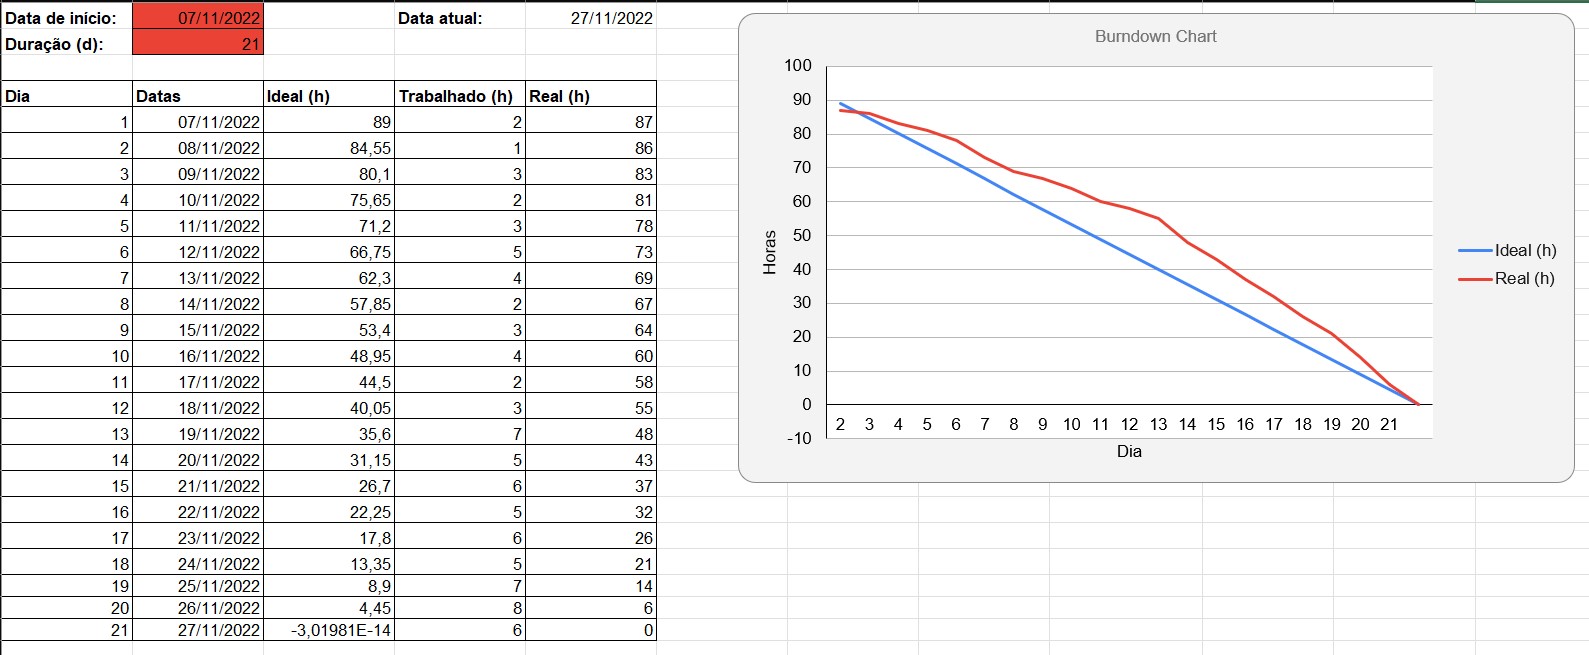 Data de início: 07/11/2022 Data atual: 27/11/2022
Duração (d): 21
Dia Datas Ideal (h) Trabalhado (h) Real (h)
1 07/11/2022 89 2 87
2 08/11/2022 84,55 1 86
3 09/11/2022 80,1 3 83
4 10/11/2022 75,65 2 81
5 11/11/2022 71,2 3 78
6 12/11/2022 66,75 5 73
7 13/11/2022 62,3 4 69
8 14/11/2022 57,85 2 67
9 15/11/2022 53,4 3 64
10 16/11/2022 48,95 4 60
11 17/11/2022 44,5 2 58
12 18/11/2022 40,05 3 55
13 19/11/2022 35,6 7 48
14 20/11/2022 31,15 5 43
15 21/11/2022 26,7 6 37
16 22/11/2022 22,25 5 32
17 23/11/2022 17,8 6 26
18 24/11/2022 13,35 5 21
19 25/11/2022 8,9 7 14
20 26/11/2022 4,45 8 6
21 27/11/2022 -3,01981E-14 6 0
Burndown Chart
100
90
80
70
60
50
40
30
20
10
0
-10
Horas
2 3 4 5 6 7 8 9 10 11 12 13 14 15 16 17 18 19 20 21
Dia
Ideal (h)
Real (h)